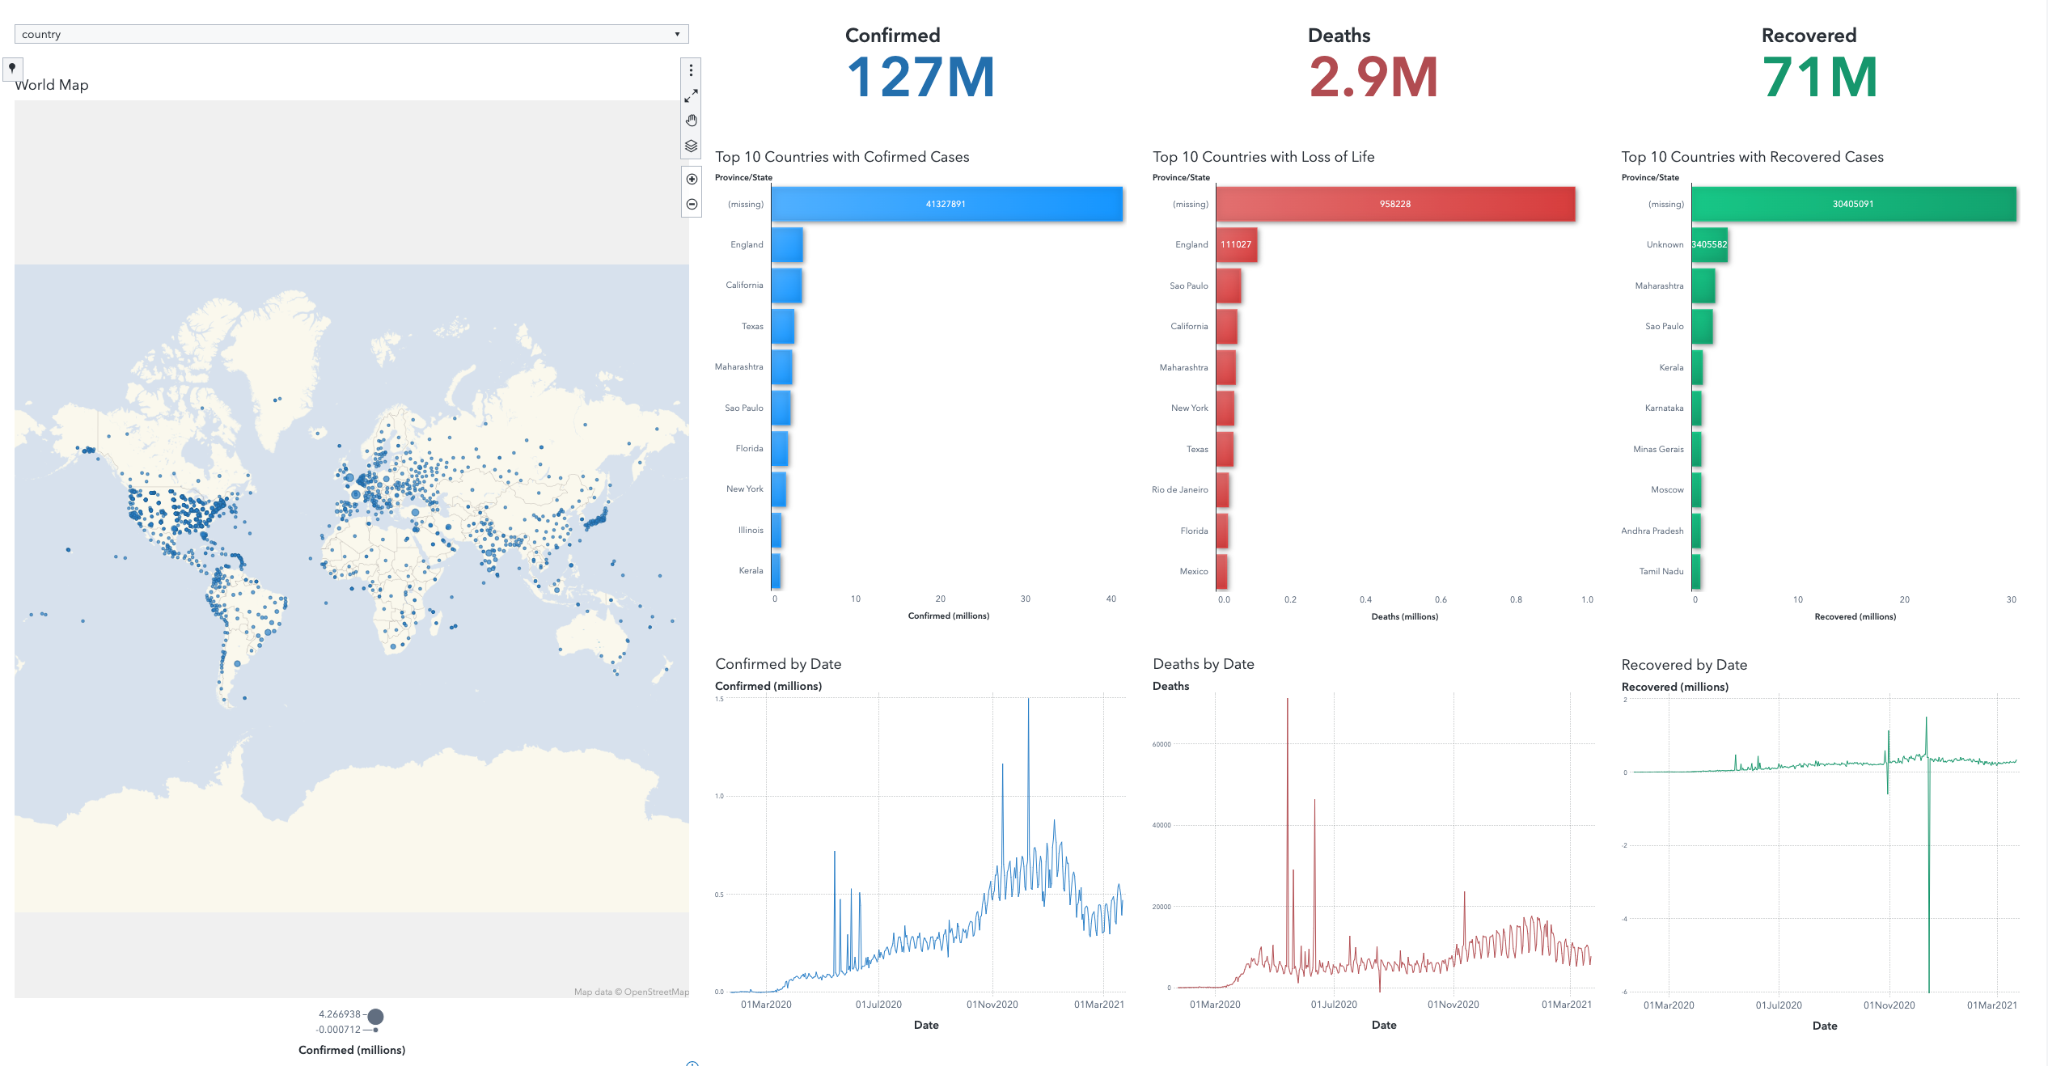 country
World Map
Map data © OpenStreetMap
4.266938
-0.000712
Confirmed (millions)
Confirmed
127M
Deaths
2.9M
Recovered
71M
Top 10 Countries with Cofirmed Cases
Province/State
(missing)
41327891
England
California
Texas
Maharashtra
Sao Paulo
Florida
New York
Illinois
Kerala
0 10 20 30 40
Confirmed (millions)
Top 10 Countries with Loss of Life
Province/State
(missing)
958228
England
111027
Sao Paulo
California
Maharashtra
New York
Texas
Rio de Janeiro
Florida
Mexico
0.0 0.2 0.4 0.6 0.8 1.0
Deaths (millions)
Top 10 Countries with Recovered Cases
Province/State
(missing)
30405091
Unknown
3405582
Maharashtra
Sao Paulo
Kerala
Karnataka
Minas Gerais
Moscow
Andhra Pradesh
Tamil Nadu
0 10 20 30
Recovered (millions)
Confirmed by Date
Confirmed (millions)
1.5
1.0
0.5
0.0
01Mar2020 01Jul2020 01Nov2020 01Mar2021
Date
Deaths by Date
Deaths
60000
40000
20000
0
01Mar2020 01Jul2020 01Nov2020 01Mar2021
Date
Recovered by Date
Recovered (millions)
2
0
-2
-4
-6
01Mar2020 01Jul2020 01Nov2020 01Mar2021
Date